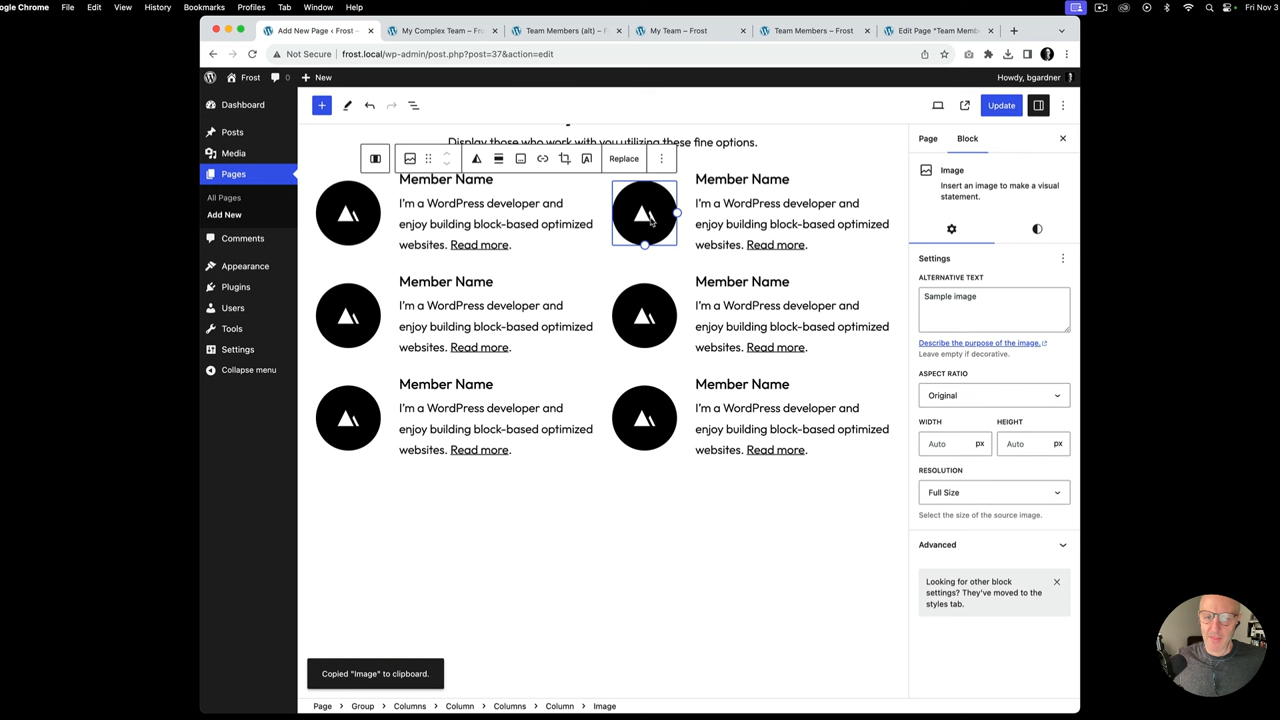 Google Chrome File Edit View History Bookmarks Profiles Tab Window Help Fri Nov 3
Add New Page ‹ Frost – My Complex Team – Fro Team Members (alt) – F My Team – Frost Team Members – Frost Edit Page "Team Memb
Not Secure frost.local/wp-admin/post.php?post=37&action=edit
Frost 0 New Howdy, bgardner
Dashboard
Posts
Media
Pages
All Pages
Add New
Comments
Appearance
Plugins
Users
Tools
Settings
Collapse menu
Update
Display those who work with you utilizing these fine options.
Replace
Member Name
I'm a WordPress developer and
enjoy building block-based optimized
websites. Read more.
Member Name
I'm a WordPress developer and
enjoy building block-based optimized
websites. Read more.
Member Name
I'm a WordPress developer and
enjoy building block-based optimized
websites. Read more.
Member Name
I'm a WordPress developer and
enjoy building block-based optimized
websites. Read more.
Member Name
I'm a WordPress developer and
enjoy building block-based optimized
websites. Read more.
Member Name
I'm a WordPress developer and
enjoy building block-based optimized
websites. Read more.
Copied "Image" to clipboard.
Page Block
Image
Insert an image to make a visual
statement.
Settings
ALTERNATIVE TEXT
Sample image
Describe the purpose of the image.
Leave empty if decorative.
ASPECT RATIO
Original
WIDTH HEIGHT
Auto px Auto px
RESOLUTION
Full Size
Select the size of the source image.
Advanced
Looking for other block
settings? They've moved to the
styles tab.
Page › Group › Columns › Column › Columns › Column › Image